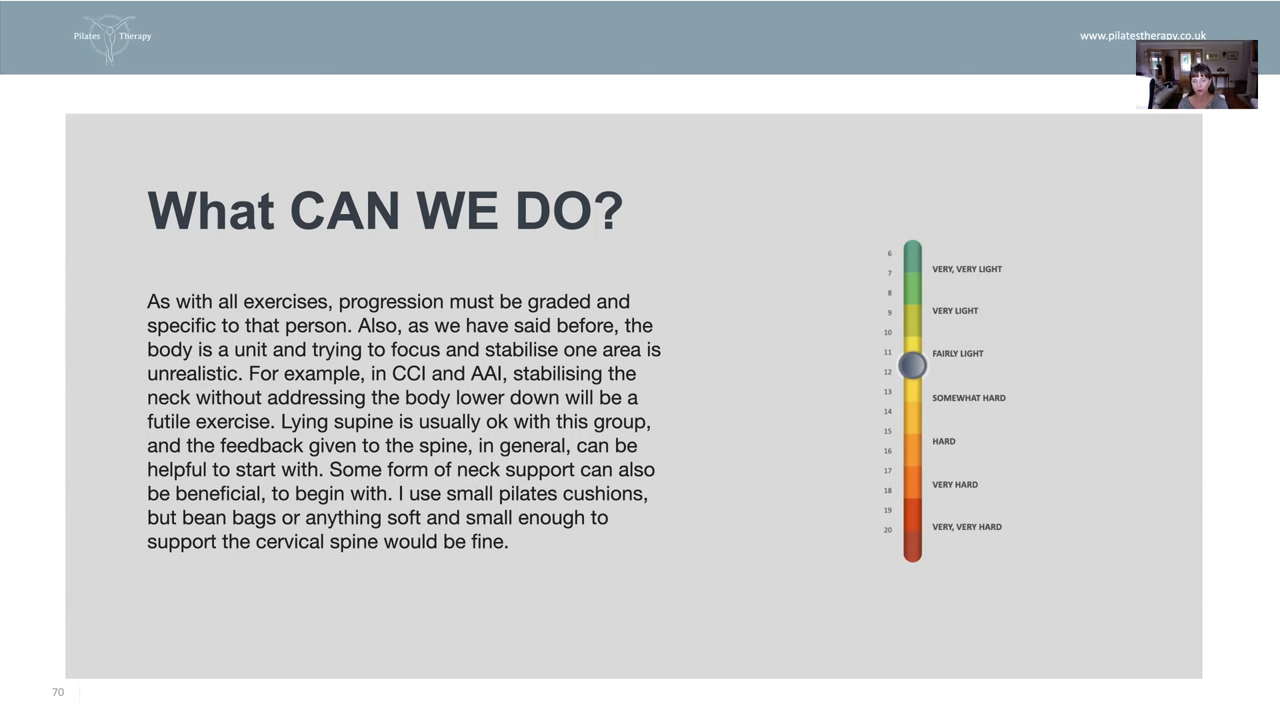 Pilates Therapy
www.pilatestherapy.co.uk
What CAN WE DO?
As with all exercises, progression must be graded and
specific to that person. Also, as we have said before, the
body is a unit and trying to focus and stabilise one area is
unrealistic. For example, in CCI and AAI, stabilising the
neck without addressing the body lower down will be a
futile exercise. Lying supine is usually ok with this group,
and the feedback given to the spine, in general, can be
helpful to start with. Some form of neck support can also
be beneficial, to begin with. I use small pilates cushions,
but bean bags or anything soft and small enough to
support the cervical spine would be fine.
6
VERY, VERY LIGHT
7
8
VERY LIGHT
9
10
11
FAIRLY LIGHT
12
13
SOMEWHAT HARD
14
15
HARD
16
17
VERY HARD
18
19
VERY, VERY HARD
20
70